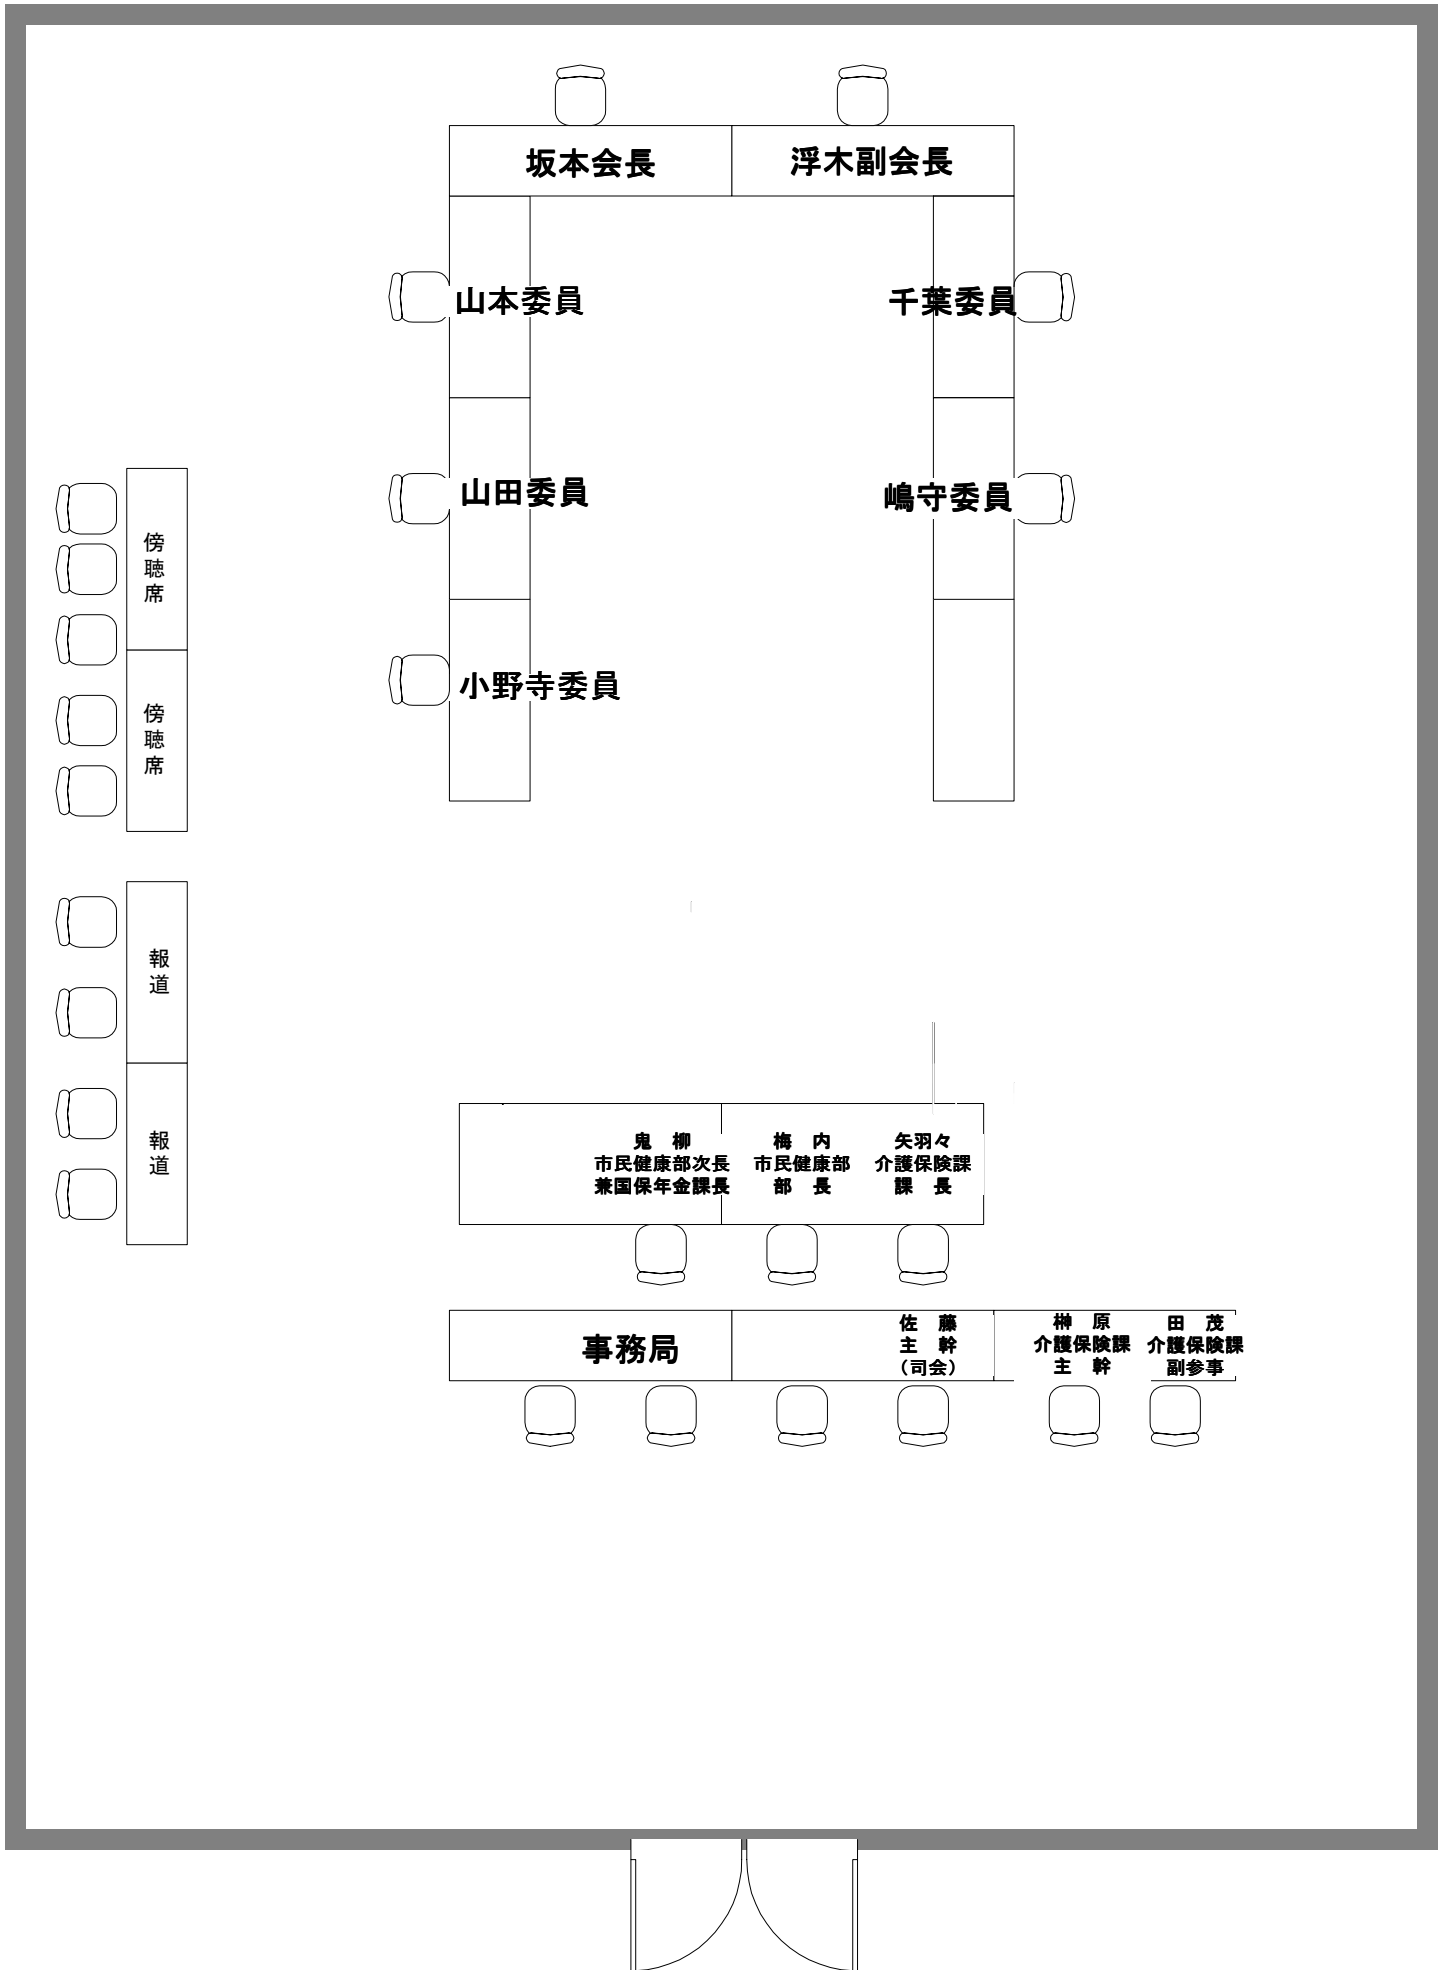 坂本会長
浮木副会長
山本委員
千葉委員
山田委員
嶋守委員
小野寺委員
傍聴席
傍聴席
報道
報道
鬼　柳
市民健康部次長
兼国保年金課長
梅　内
市民健康部
部　長
矢羽々
介護保険課
課　長
事務局
佐　藤
主　幹
（司会）
榊　原
介護保険課
主　幹
田　茂
介護保険課
副参事